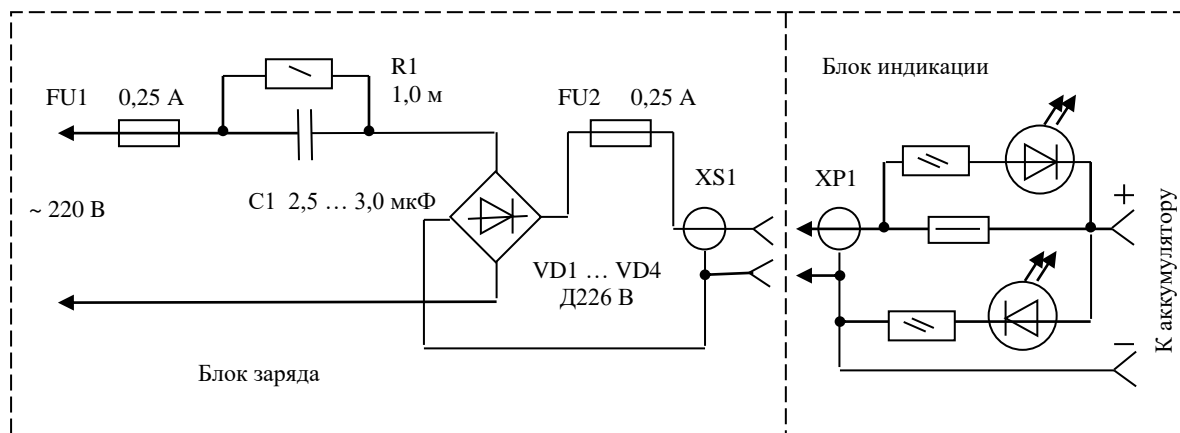 Блок индикации
R1
1,0 м
FU1 0,25 А
FU2 0,25 А
XS1
XP1
С1 2,5 … 3,0 мкФ
~ 220 В
+
VD1 … VD4
Д226 В
К аккумулятору
–
Блок заряда